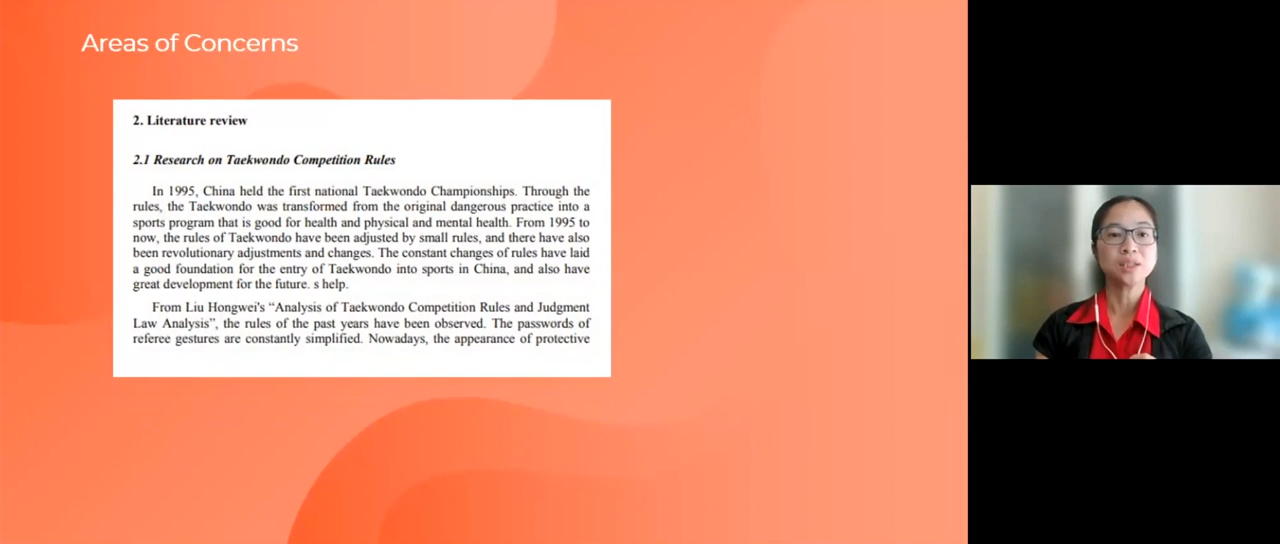 Areas of Concerns
2. Literature review
2.1 Research on Taekwondo Competition Rules
In 1995, China held the first national Taekwondo Championships. Through the
rules, the Taekwondo was transformed from the original dangerous practice into a
sports program that is good for health and physical and mental health. From 1995 to
now, the rules of Taekwondo have been adjusted by small rules, and there have also
been revolutionary adjustments and changes. The constant changes of rules have laid
a good foundation for the entry of Taekwondo into sports in China, and also have
great development for the future. s help.
From Liu Hongwei's “Analysis of Taekwondo Competition Rules and Judgment
Law Analysis”, the rules of the past years have been observed. The passwords of
referee gestures are constantly simplified. Nowadays, the appearance of protective